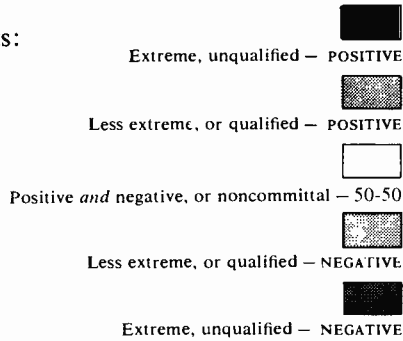 s:
Extreme, unqualified — POSITIVE
Less extreme, or qualified — POSITIVE
Positive and negative, or noncommittal — 50-50
Less extreme, or qualified — NEGATIVE
Extreme, unqualified — NEGATIVE